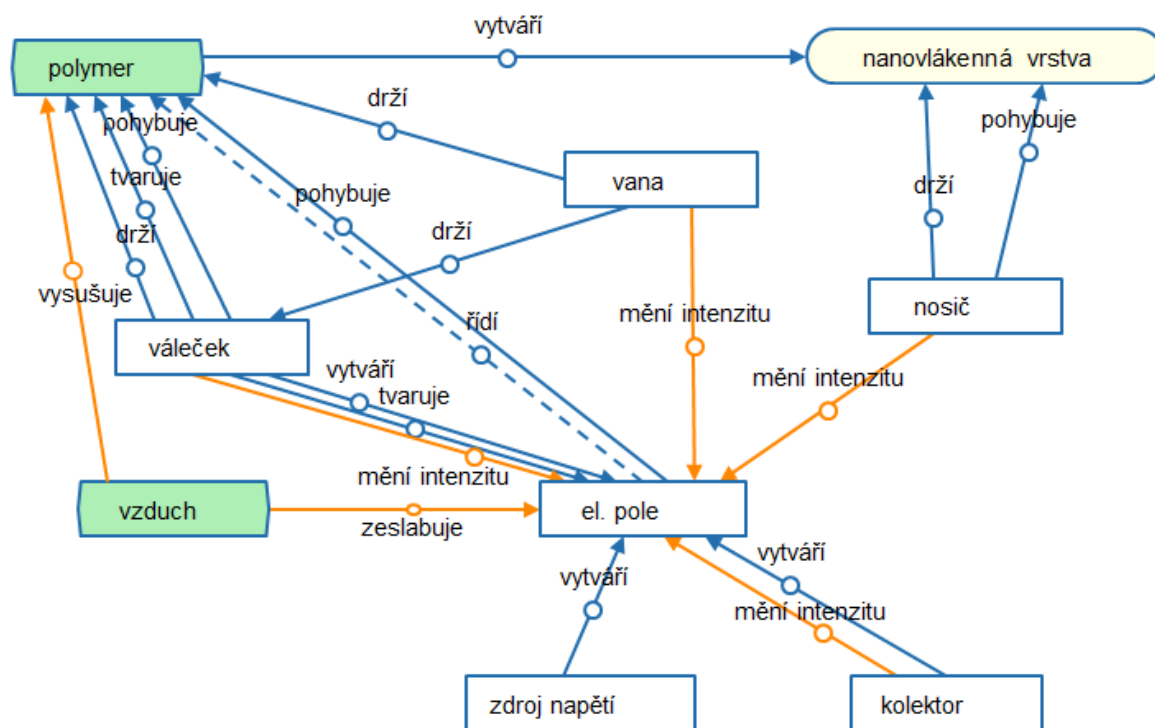 vytváří
polymer
nanovlákenná vrstva
drží
pohybuje
pohybuje
tvaruje
pohybuje
vana
drží
drží
drží
vysušuje
nosič
mění intenzitu
řídí
váleček
vytváří
mění intenzitu
tvaruje
mění intenzitu
vzduch
el. pole
zeslabuje
vytváří
vytváří
mění intenzitu
zdroj napětí
kolektor